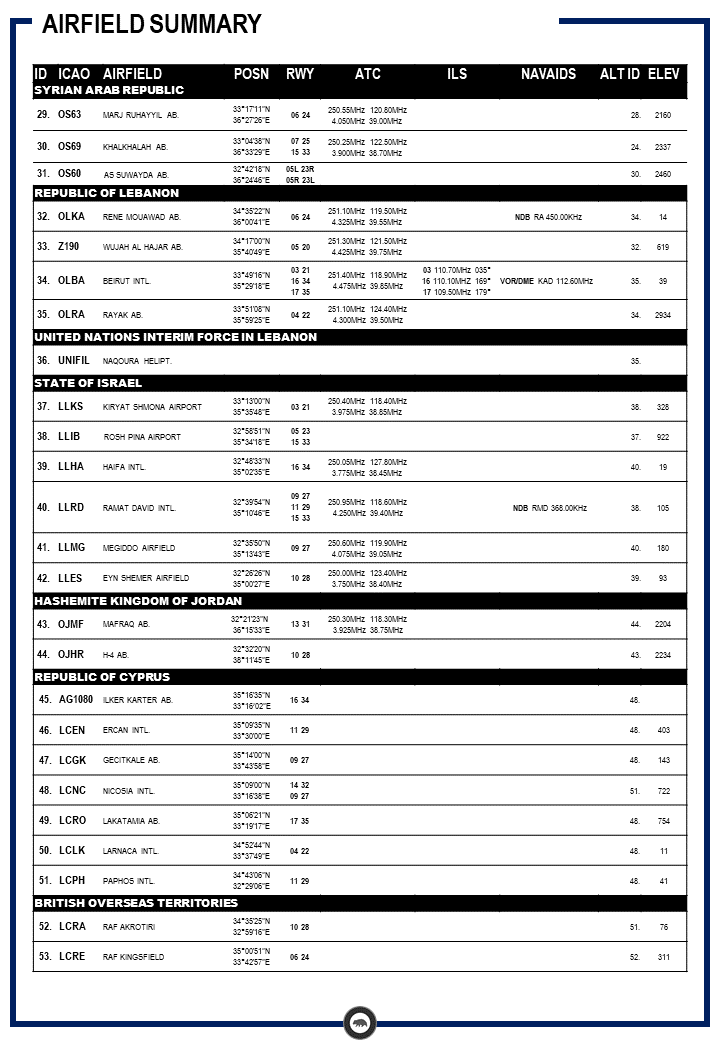 AIRFIELD SUMMARY
ID ICAO AIRFIELD POSN RWY ATC ILS NAVAIDS ALT ID ELEV
SYRIAN ARAB REPUBLIC
29. OS63 MARJ RUHAYYIL AB. 33°17'11"N 36°27'26"E 06 24 250.55MHz 120.80MHz 4.050MHz 39.00MHz 28. 2160
30. OS69 KHALKHALAH AB. 33°04'38"N 36°33'29"E 07 25 15 33 250.25MHz 122.50MHz 3.900MHz 38.70MHz 24. 2337
31. OS60 AS SUWAYDA AB. 32°42'18"N 36°24'46"E 05L 23R 05R 23L 30. 2460
REPUBLIC OF LEBANON
32. OLKA RENE MOUAWAD AB. 34°35'22"N 36°00'41"E 06 24 251.10MHz 119.50MHz 4.325MHz 39.55MHz NDB RA 450.00KHz 34. 14
33. Z190 WUJAH AL HAJAR AB. 34°17'00"N 35°40'49"E 05 20 251.30MHz 121.50MHz 4.425MHz 39.75MHz 32. 619
34. OLBA BEIRUT INTL. 33°49'16"N 35°29'18"E 03 21 16 34 17 35 251.40MHz 118.90MHz 4.475MHz 39.85MHz 03 110.70MHz 035° 16 110.10MHZ 169° 17 109.50MHZ 179° VOR/DME KAD 112.60MHz 35. 39
35. OLRA RAYAK AB. 33°51'08"N 35°59'25"E 04 22 251.10MHz 124.40MHz 4.300MHz 39.50MHz 34. 2934
UNITED NATIONS INTERIM FORCE IN LEBANON
36. UNIFIL NAQOURA HELIPT. 35.
STATE OF ISRAEL
37. LLKS KIRYAT SHMONA AIRPORT 33°13'00"N 35°35'48"E 03 21 250.40MHz 118.40MHz 3.975MHz 38.85MHz 38. 328
38. LLIB ROSH PINA AIRPORT 32°58'51"N 35°34'18"E 05 23 15 33 37. 922
39. LLHA HAIFA INTL. 32°48'33"N 35°02'35"E 16 34 250.05MHz 127.80MHz 3.775MHz 38.45MHz 40. 19
40. LLRD RAMAT DAVID INTL. 32°39'54"N 35°10'46"E 09 27 11 29 15 33 250.95MHz 118.60MHz 4.250MHz 39.40MHz NDB RMD 368.00KHz 38. 105
41. LLMG MEGIDDO AIRFIELD 32°35'50"N 35°13'43"E 09 27 250.60MHz 119.90MHz 4.075MHz 39.05MHz 40. 180
42. LLES EYN SHEMER AIRFIELD 32°26'26"N 35°00'27"E 10 28 250.00MHz 123.40MHz 3.750MHz 38.40MHz 39. 93
HASHEMITE KINGDOM OF JORDAN
43. OJMF MAFRAQ AB. 32°21'23"N 36°15'33"E 13 31 250.30MHz 118.30MHz 3.925MHz 38.75MHz 44. 2204
44. OJHR H-4 AB. 32°32'20"N 38°11'45"E 10 28 43. 2234
REPUBLIC OF CYPRUS
45. AG1080 ILKER KARTER AB. 35°16'35"N 33°16'02"E 16 34 48.
46. LCEN ERCAN INTL. 35°09'35"N 33°30'00"E 11 29 48. 403
47. LCGK GECITKALE AB. 35°14'00"N 33°43'58"E 09 27 48. 143
48. LCNC NICOSIA INTL. 35°09'00"N 33°16'38"E 14 32 09 27 51. 722
49. LCRO LAKATAMIA AB. 35°06'21"N 33°19'17"E 17 35 48. 754
50. LCLK LARNACA INTL. 34°52'44"N 33°37'49"E 04 22 48. 11
51. LCPH PAPHOS INTL. 34°43'06"N 32°29'06"E 11 29 48. 41
BRITISH OVERSEAS TERRITORIES
52. LCRA RAF AKROTIRI 34°35'25"N 32°59'16"E 10 28 51. 76
53. LCRE RAF KINGSFIELD 35°00'51"N 33°42'57"E 06 24 52. 311